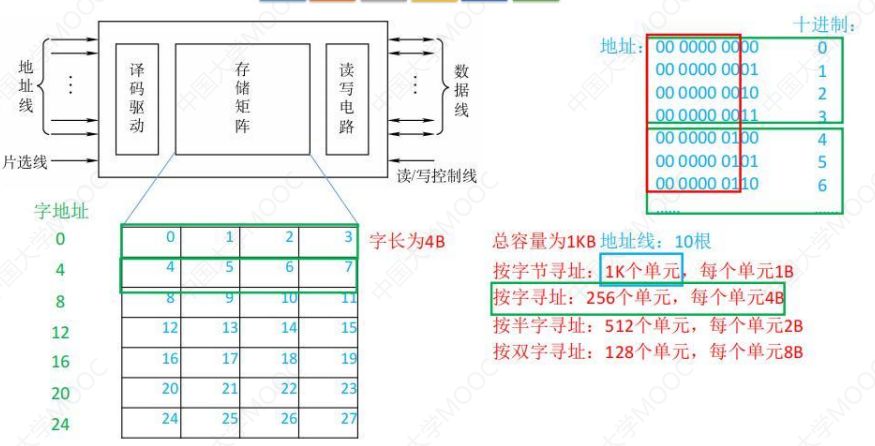 地址线
⋮
译码驱动
存储矩阵
读写电路
⋮
数据线
片选线
读/写控制线
十进制:
地址: 00 0000 0000 0
00 0000 0001 1
00 0000 0010 2
00 0000 0011 3
00 0000 0100 4
00 0000 0101 5
00 0000 0110 6
...... ......
字地址
0 0 1 2 3 字长为4B
4 4 5 6 7
8 8 9 10 11
12 12 13 14 15
16 16 17 18 19
20 20 21 22 23
24 24 25 26 27
总容量为1KB 地址线: 10根
按字节寻址: 1K个单元, 每个单元1B
按字寻址: 256个单元, 每个单元4B
按半字寻址: 512个单元, 每个单元2B
按双字寻址: 128个单元, 每个单元8B
中国大学MOOC